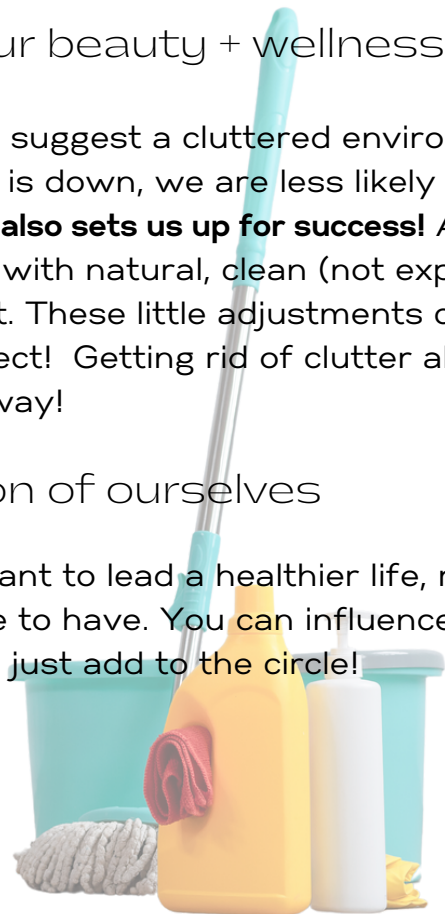 ur beauty + wellness
suggest a cluttered enviro
is down, we are less likely
also sets us up for success! A
with natural, clean (not exp
t. These little adjustments c
ect! Getting rid of clutter al
way!
on of ourselves
ant to lead a healthier life, r
e to have. You can influence
just add to the circle!